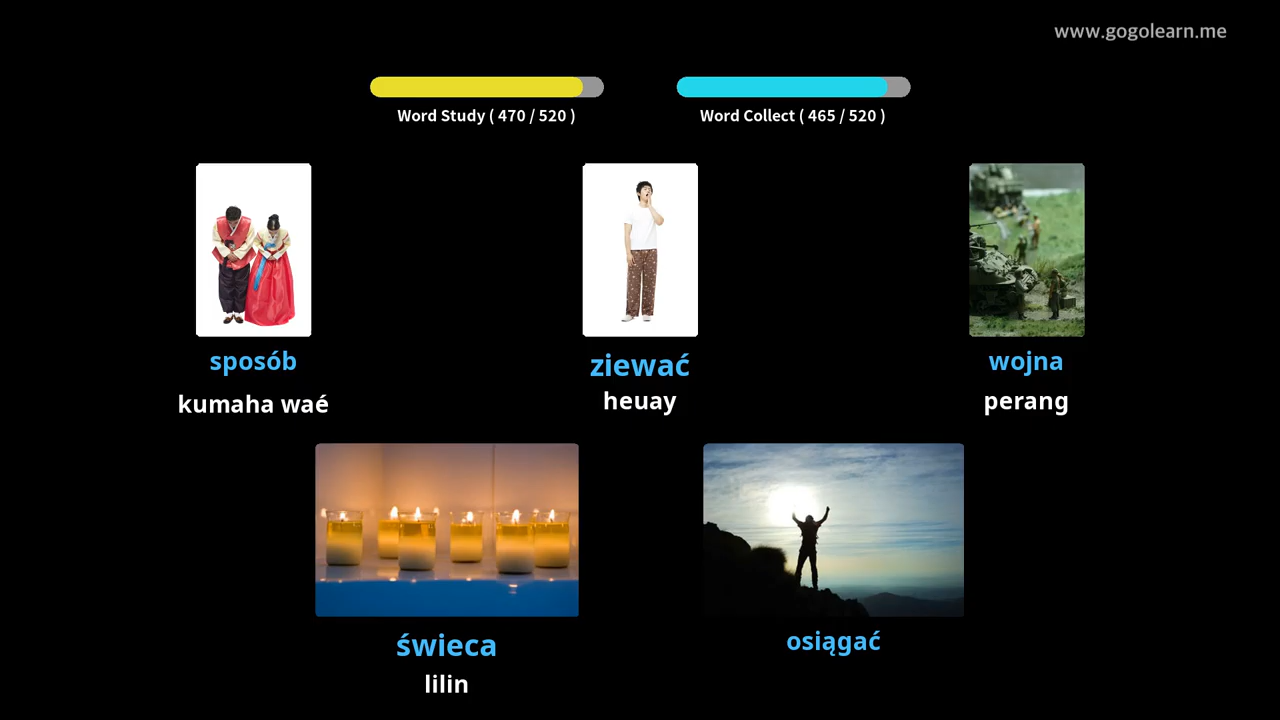 www.gogolearn.me
Word Study ( 470 / 520 )
Word Collect ( 465 / 520 )
sposób
ziewać
wojna
kumaha waé
heuay
perang
świeca
osiągać
lilin